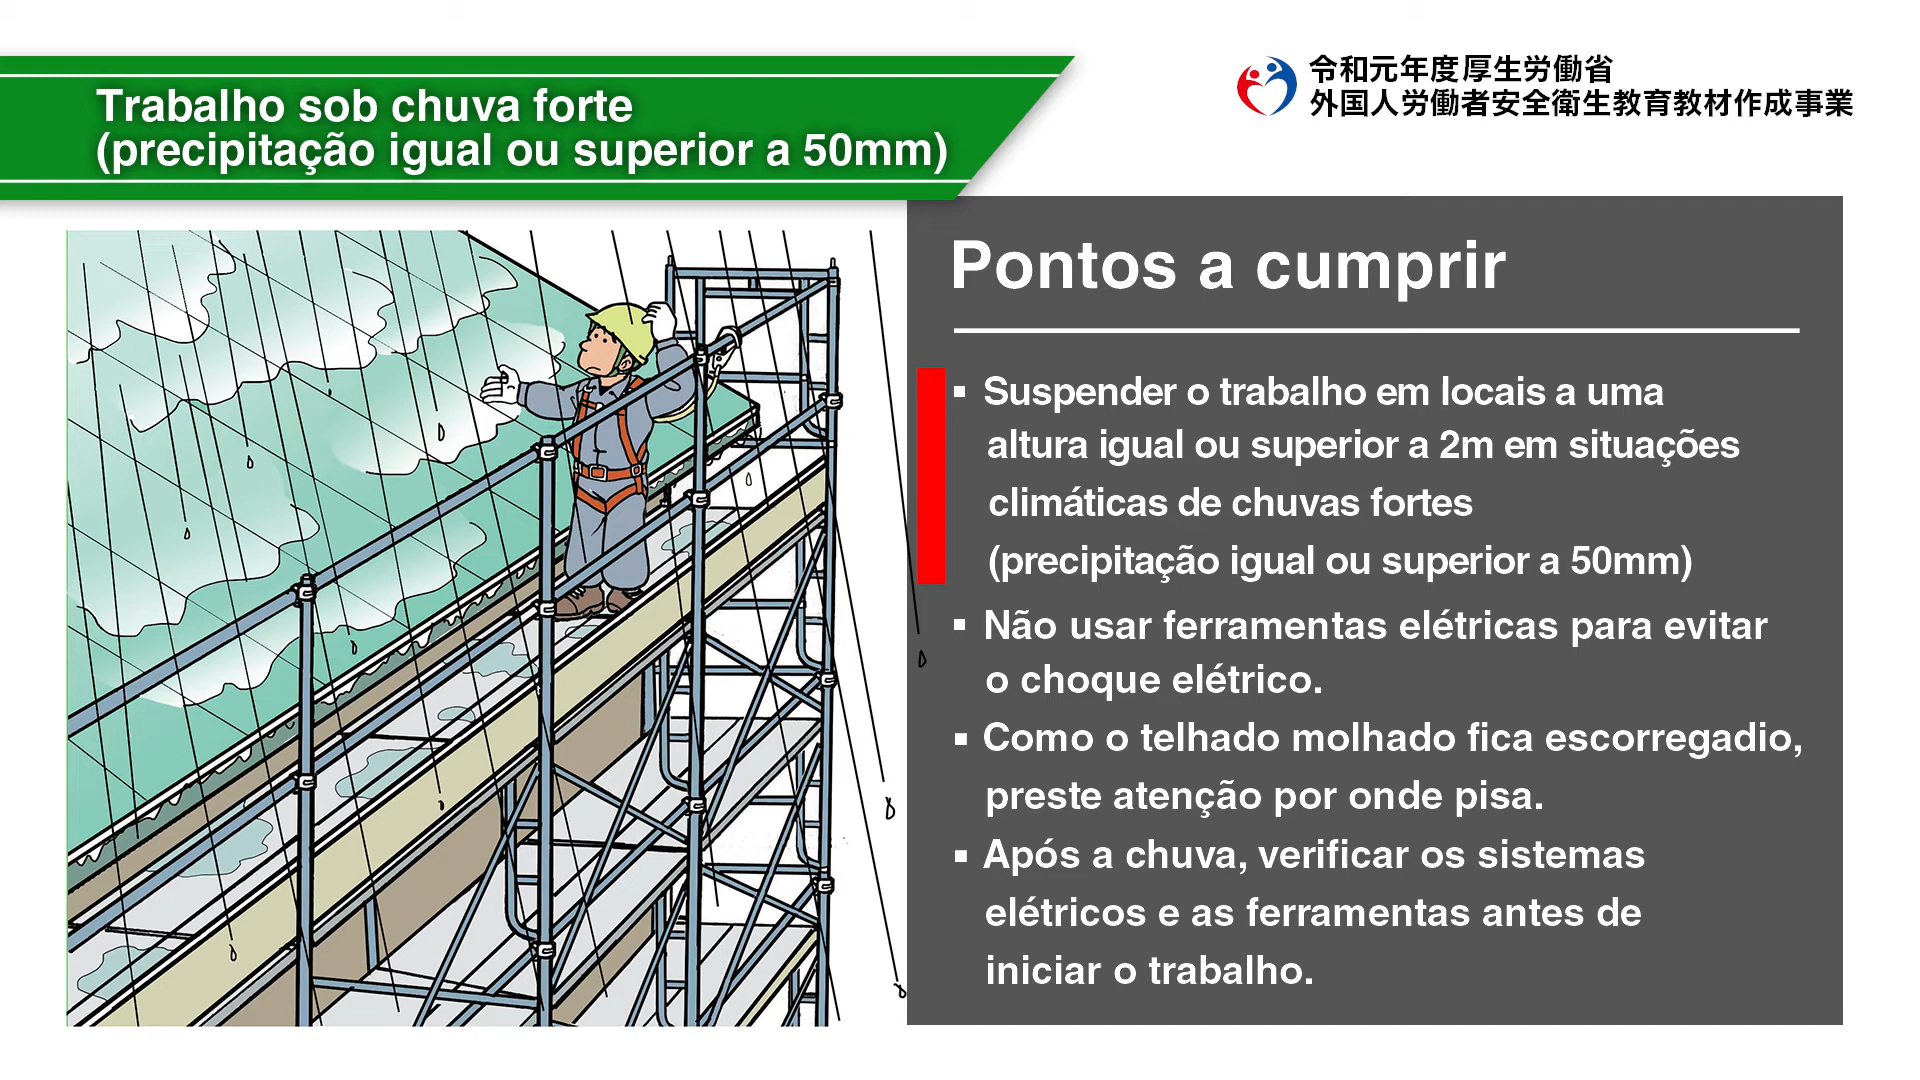 Trabalho sob chuva forte
(precipitação igual ou superior a 50mm)
令和元年度厚生労働省
外国人労働者安全衛生教育教材作成事業
Pontos a cumprir
▪ Suspender o trabalho em locais a uma
altura igual ou superior a 2m em situações
climáticas de chuvas fortes
(precipitação igual ou superior a 50mm)
▪ Não usar ferramentas elétricas para evitar
o choque elétrico.
▪ Como o telhado molhado fica escorregadio,
preste atenção por onde pisa.
▪ Após a chuva, verificar os sistemas
elétricos e as ferramentas antes de
iniciar o trabalho.